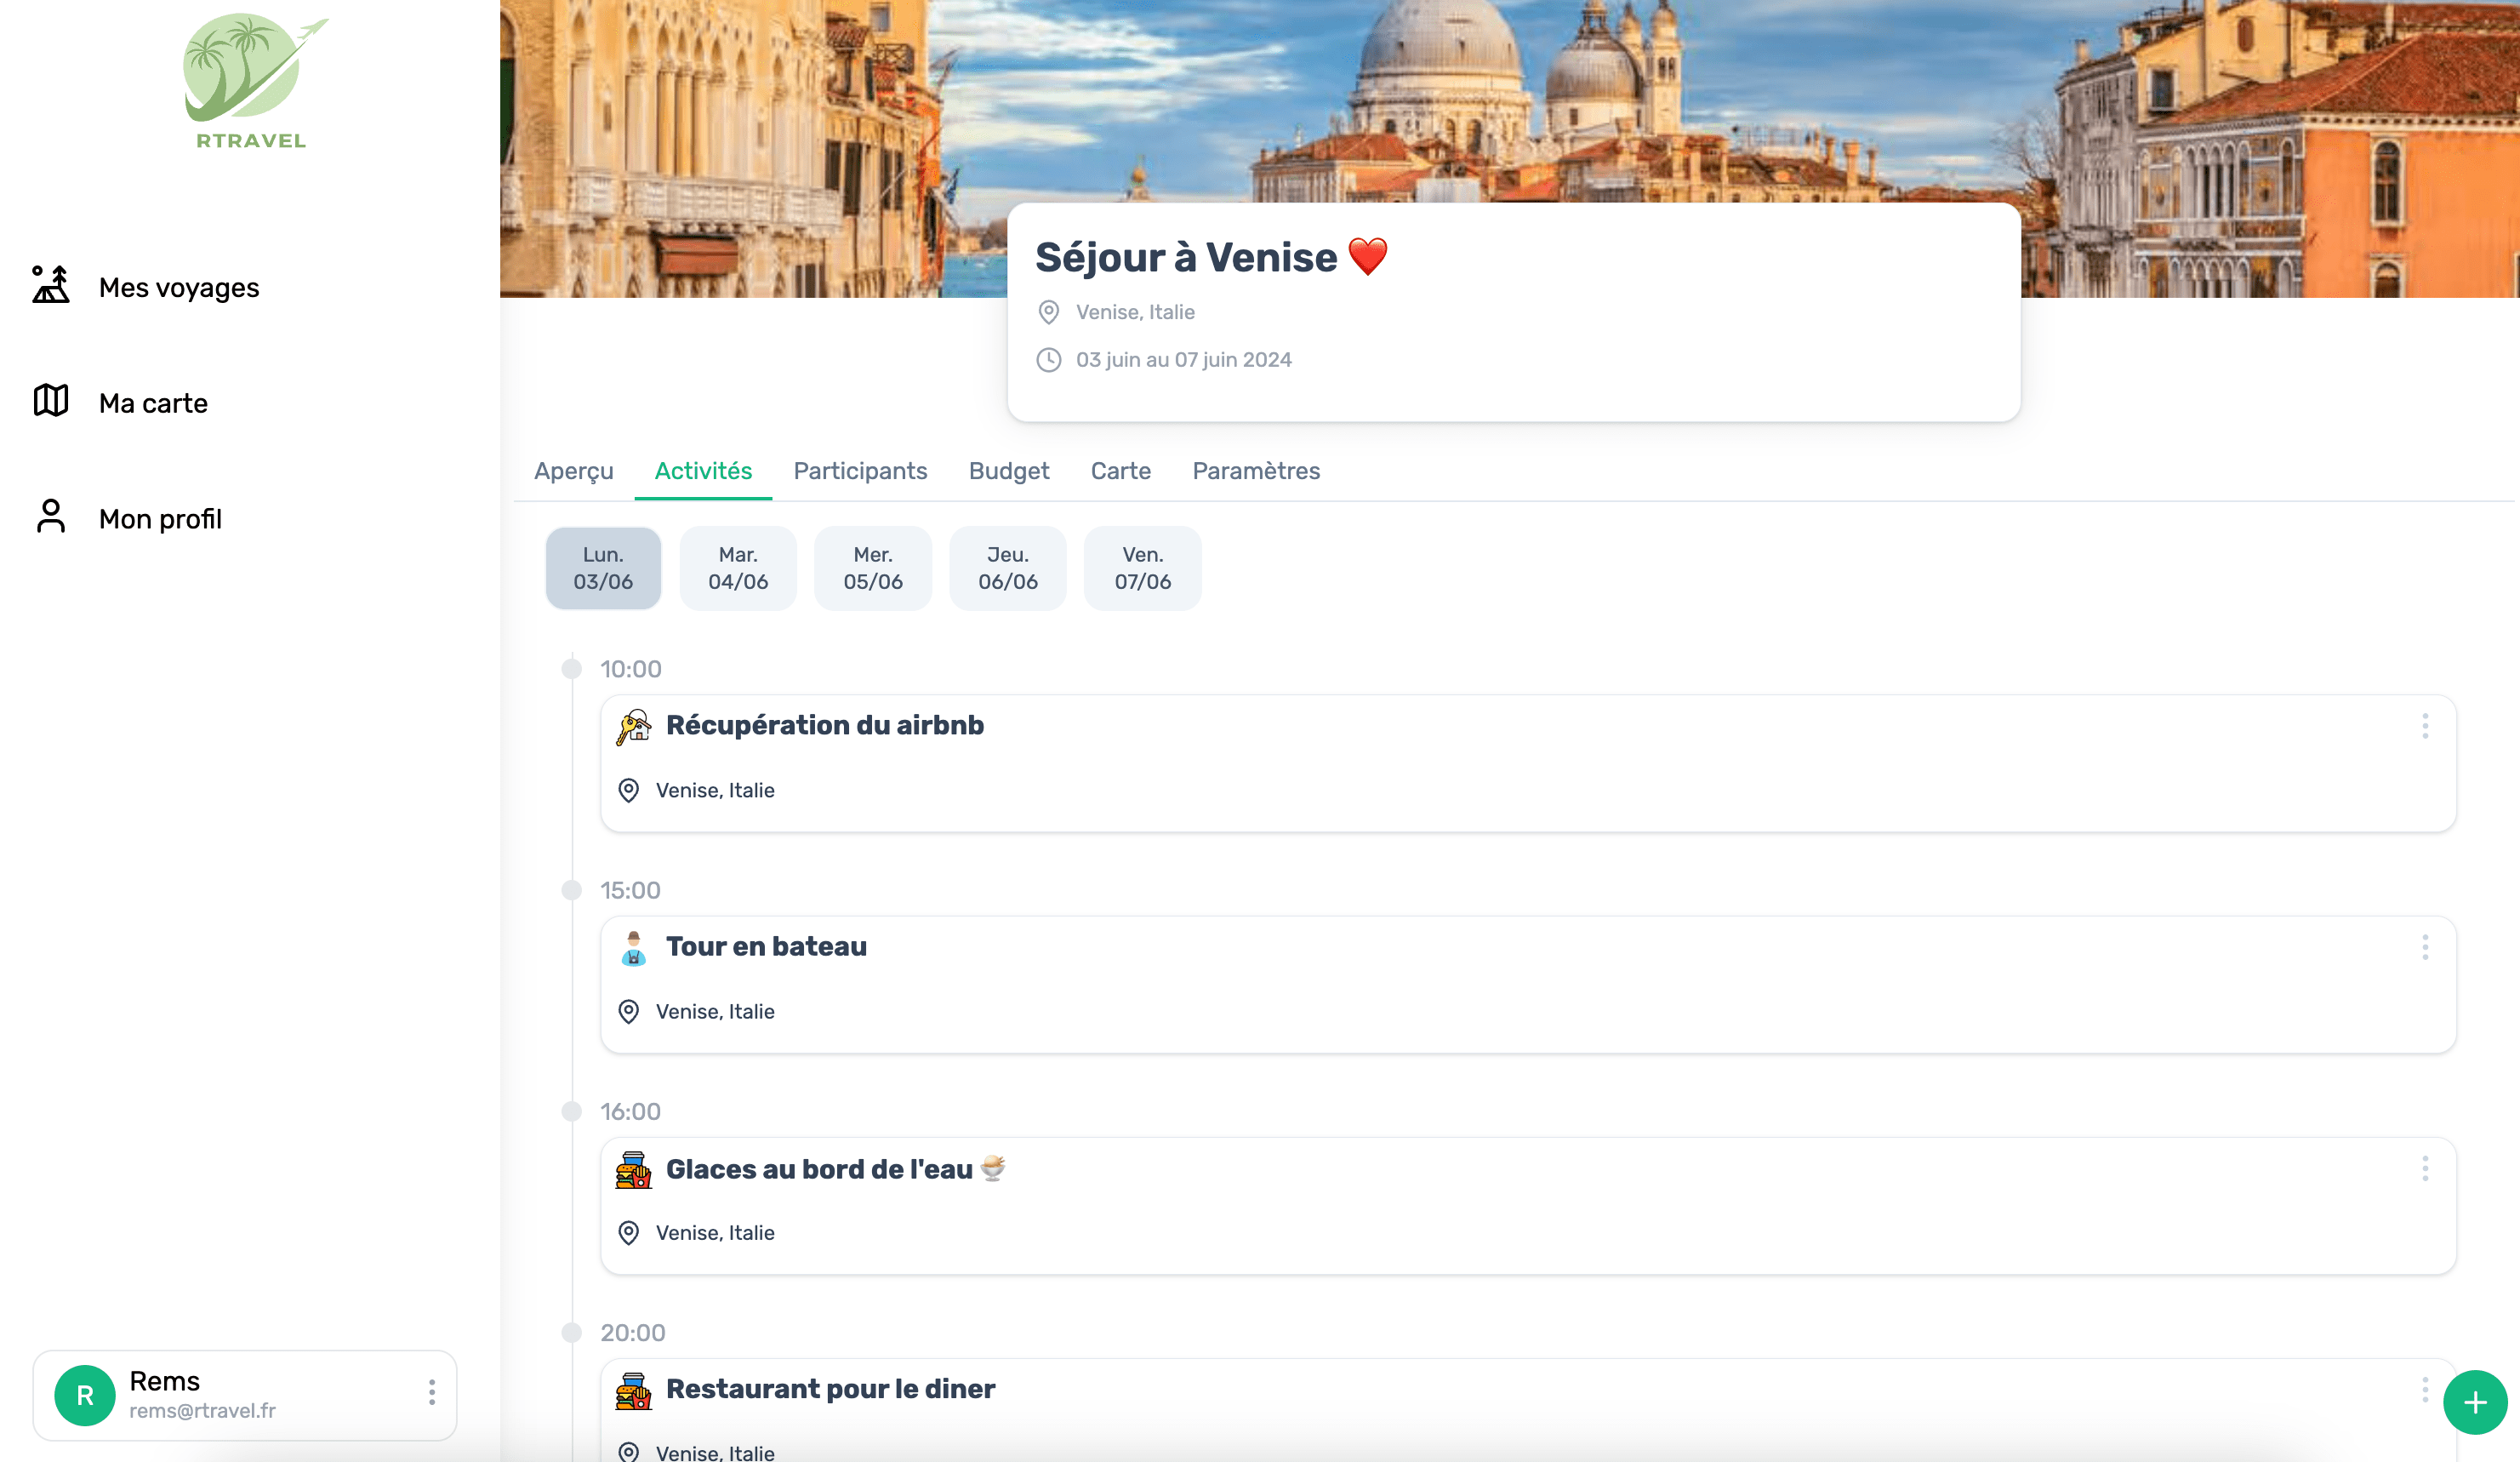 RTRAVEL
Mes voyages
Ma carte
Mon profil
Rems
R
rems@rtravel.fr
Séjour à Venise ❤️
Venise, Italie
03 juin au 07 juin 2024
Aperçu Activités Participants Budget Carte Paramètres
Lun. Mar. Mer. Jeu. Ven.
03/06 04/06 05/06 06/06 07/06
10:00
Récupération du airbnb
Venise, Italie
15:00
Tour en bateau
Venise, Italie
16:00
Glaces au bord de l'eau 🍨
Venise, Italie
20:00
Restaurant pour le diner
Venise, Italie